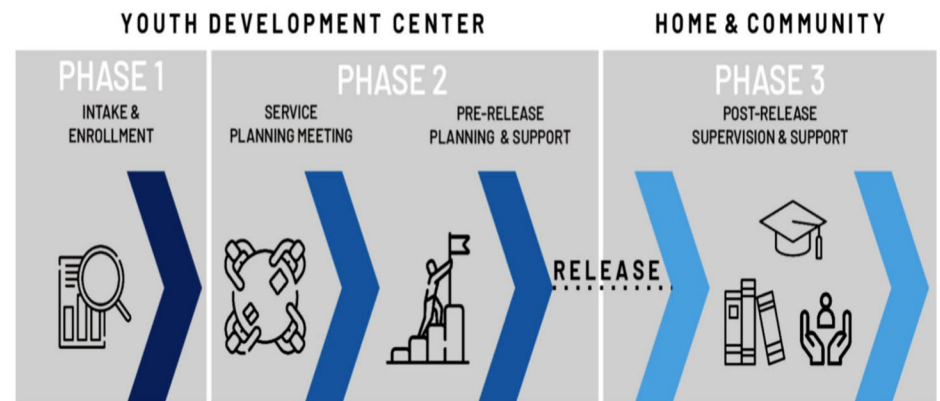 YOUTH DEVELOPMENT CENTER
HOME & COMMUNITY
PHASE 1
INTAKE &
ENROLLMENT
PHASE 2
SERVICE
PLANNING MEETING
PRE-RELEASE
PLANNING & SUPPORT
RELEASE
PHASE 3
POST-RELEASE
SUPERVISION & SUPPORT